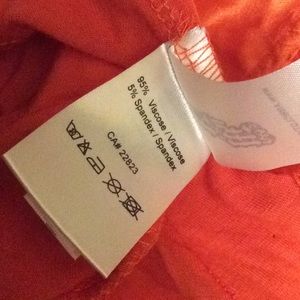 95% Viscose / Viscose
5% Spandex / Spandex
CA# 22823